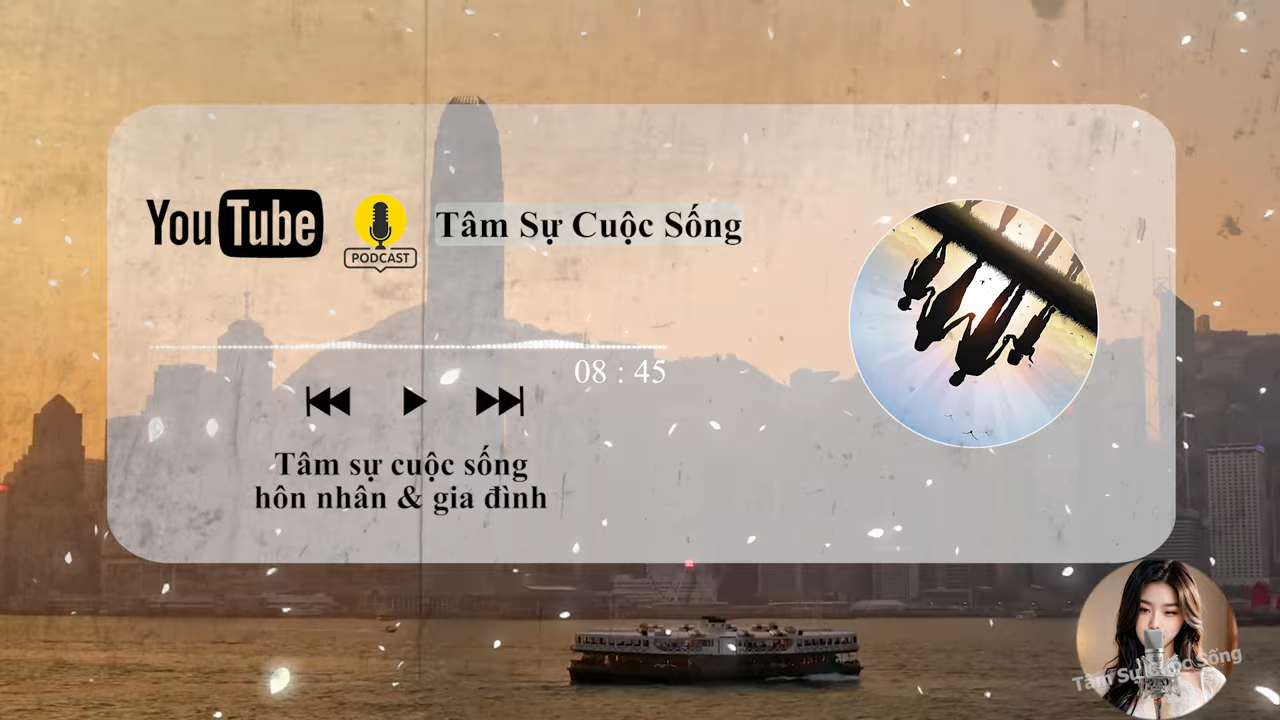 YouTube
PODCAST
Tâm Sự Cuộc Sống
08 : 45
Tâm sự cuộc sống
hôn nhân & gia đình
Tâm Sự Cuộc Sống